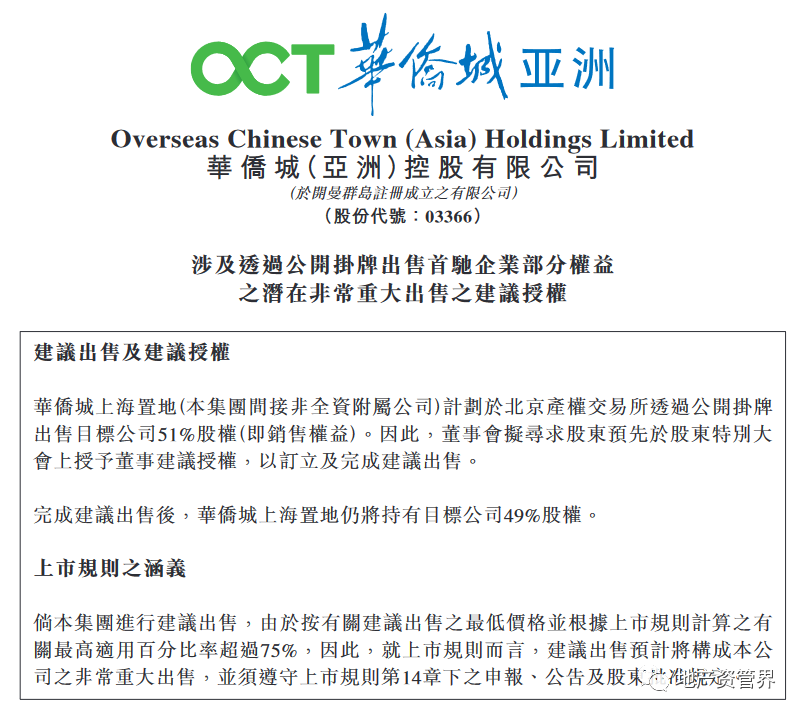 OCT 華僑城 亚洲
Overseas Chinese Town (Asia) Holdings Limited
華僑城(亞洲)控股有限公司
(於開曼群島註冊成立之有限公司)
(股份代號：03366)
涉及透過公開掛牌出售首馳企業部分權益
之潛在非常重大出售之建議授權
建議出售及建議授權
華僑城上海置地(本集團間接非全資附屬公司)計劃於北京產權交易所透過公開掛牌
出售目標公司51%股權(即銷售權益)。因此，董事會擬尋求股東預先於股東特別大
會上授予董事建議授權，以訂立及完成建議出售。
完成建議出售後，華僑城上海置地仍將持有目標公司49%股權。
上市規則之涵義
倘本集團進行建議出售，由於按有關建議出售之最低價格並根據上市規則計算之有
關最高適用百分比率超過75%，因此，就上市規則而言，建議出售預計將構成本公
司之非常重大出售，並須遵守上市規則第14章下之申報、公告及股東
地产资管界